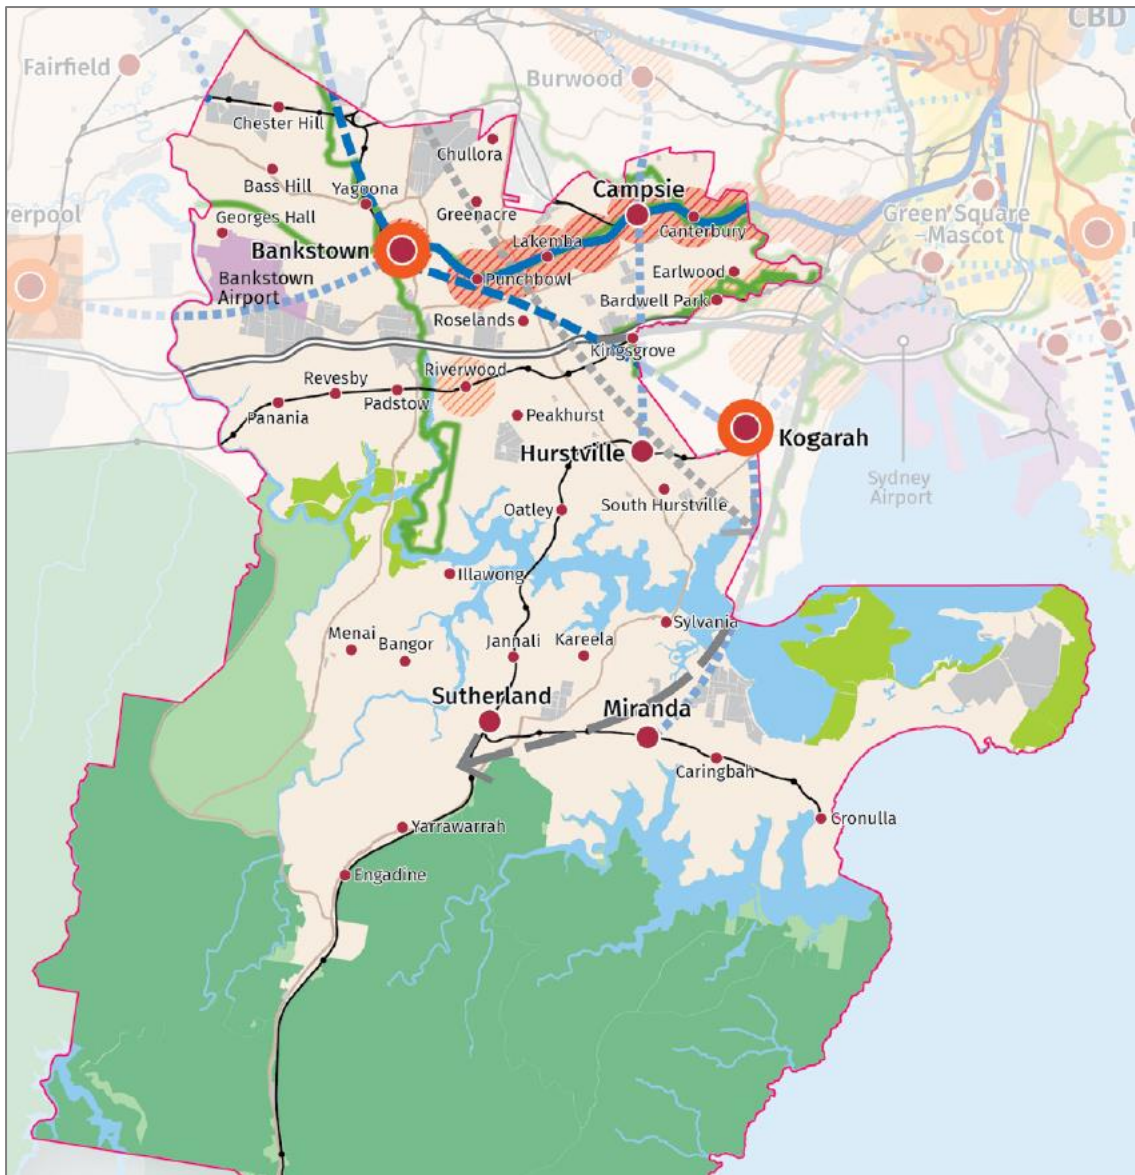 CBD
Fairfield
Burwood
Chester Hill
Chullora
Bass Hill
Yagoona
Campsie
verpool
Georges Hall
Greenacre
Canterbury
Green Square
–Mascot
Bankstown
Lakemba
Bankstown
Airport
Punchbowl
Earlwood
Bardwell Park
Roselands
Kingsgrove
Riverwood
Revesby
Padstow
Panania
Peakhurst
Kogarah
Hurstville
Sydney
Airport
South Hurstville
Oatley
Illawong
Sylvania
Menai
Bangor
Jannali
Kareela
Sutherland
Miranda
Caringbah
Cronulla
Yarrawarrah
Engadine